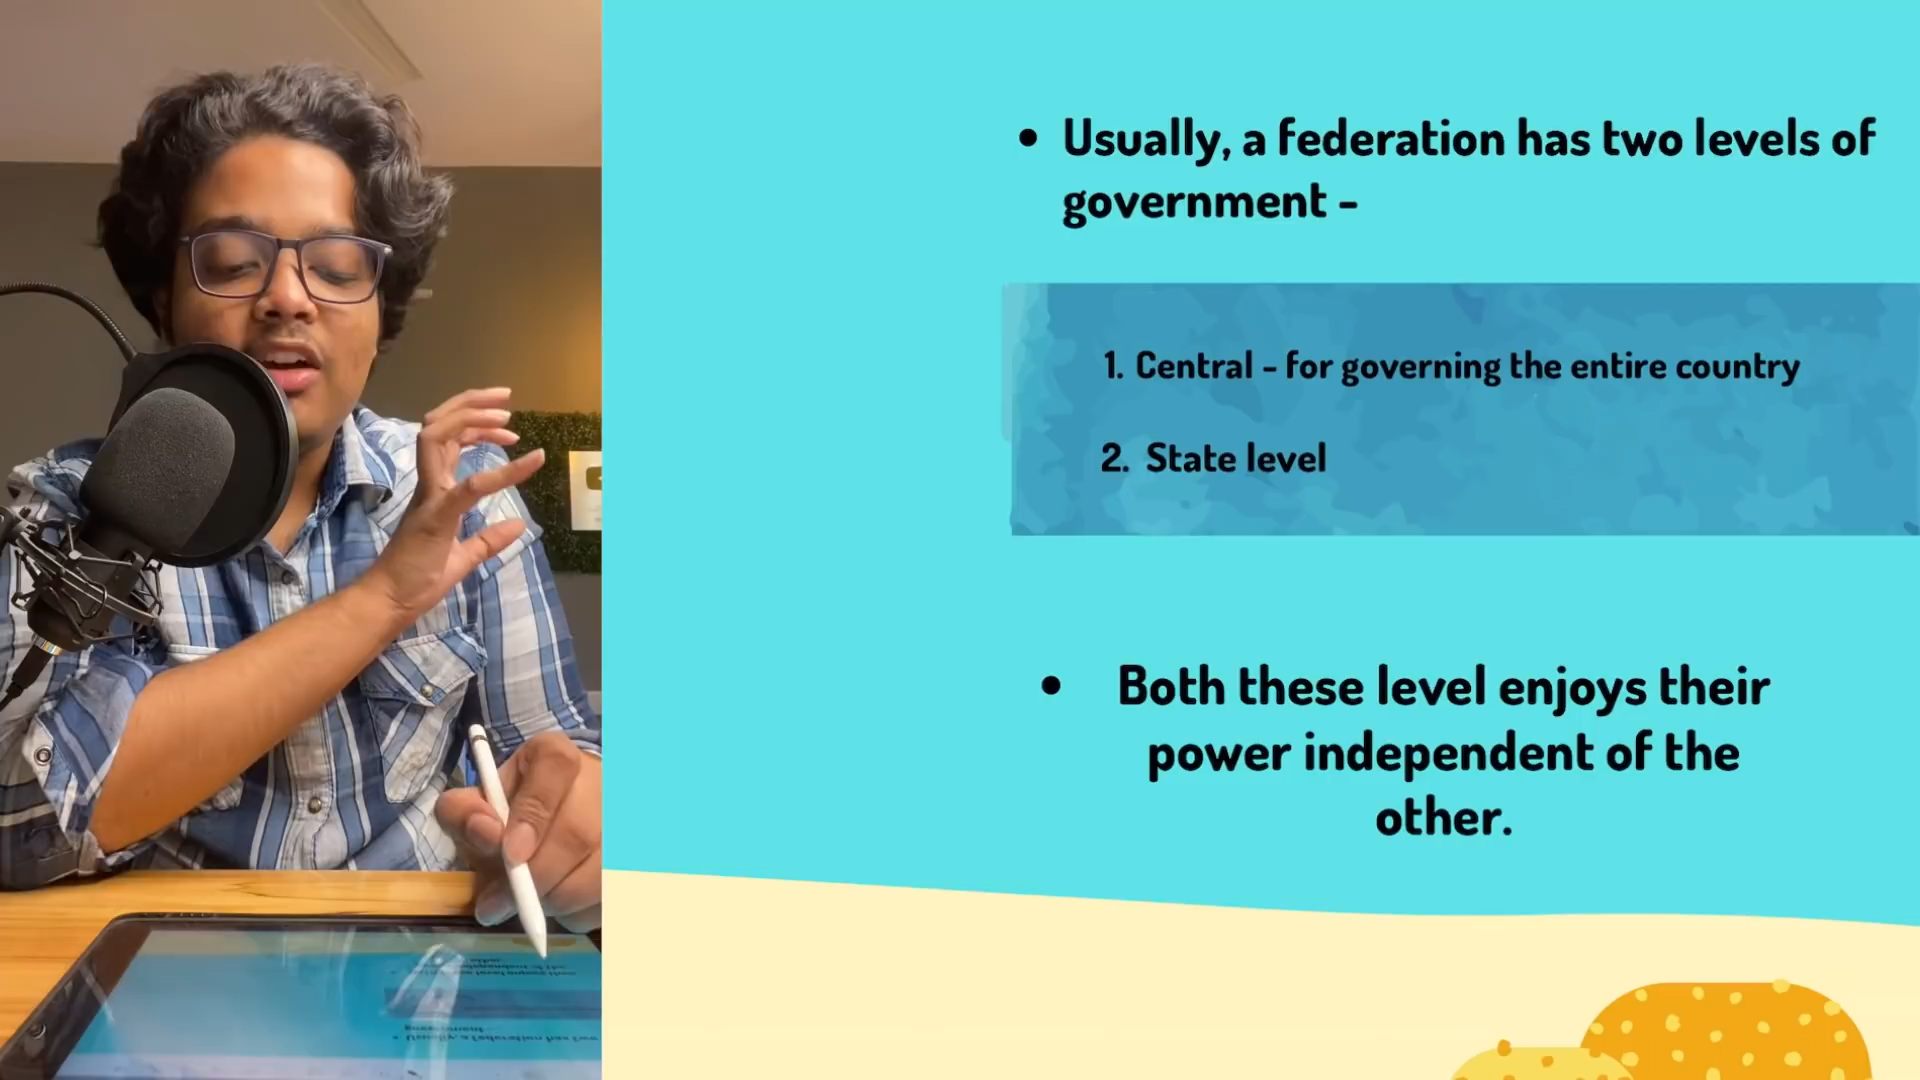 • Usually, a federation has two levels of
government -
1. Central - for governing the entire country
2. State level
• Both these level enjoys their
power independent of the
other.